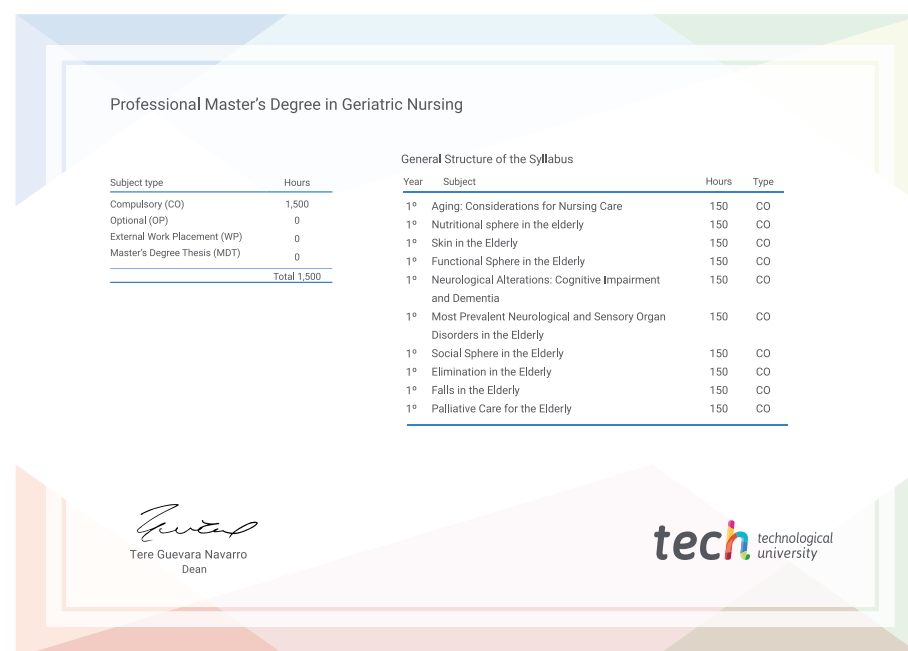 Professional Master's Degree in Geriatric Nursing
Subject type Hours
Compulsory (CO) 1,500
Optional (OP) 0
External Work Placement (WP) 0
Master's Degree Thesis (MDT) 0
Total 1,500
General Structure of the Syllabus
Year Subject Hours Type
1º Aging: Considerations for Nursing Care 150 CO
1º Nutritional sphere in the elderly 150 CO
1º Skin in the Elderly 150 CO
1º Functional Sphere in the Elderly 150 CO
1º Neurological Alterations: Cognitive Impairment 150 CO
and Dementia
1º Most Prevalent Neurological and Sensory Organ 150 CO
Disorders in the Elderly
1º Social Sphere in the Elderly 150 CO
1º Elimination in the Elderly 150 CO
1º Falls in the Elderly 150 CO
1º Palliative Care for the Elderly 150 CO
Tere Guevara Navarro
Dean
tech technological
university